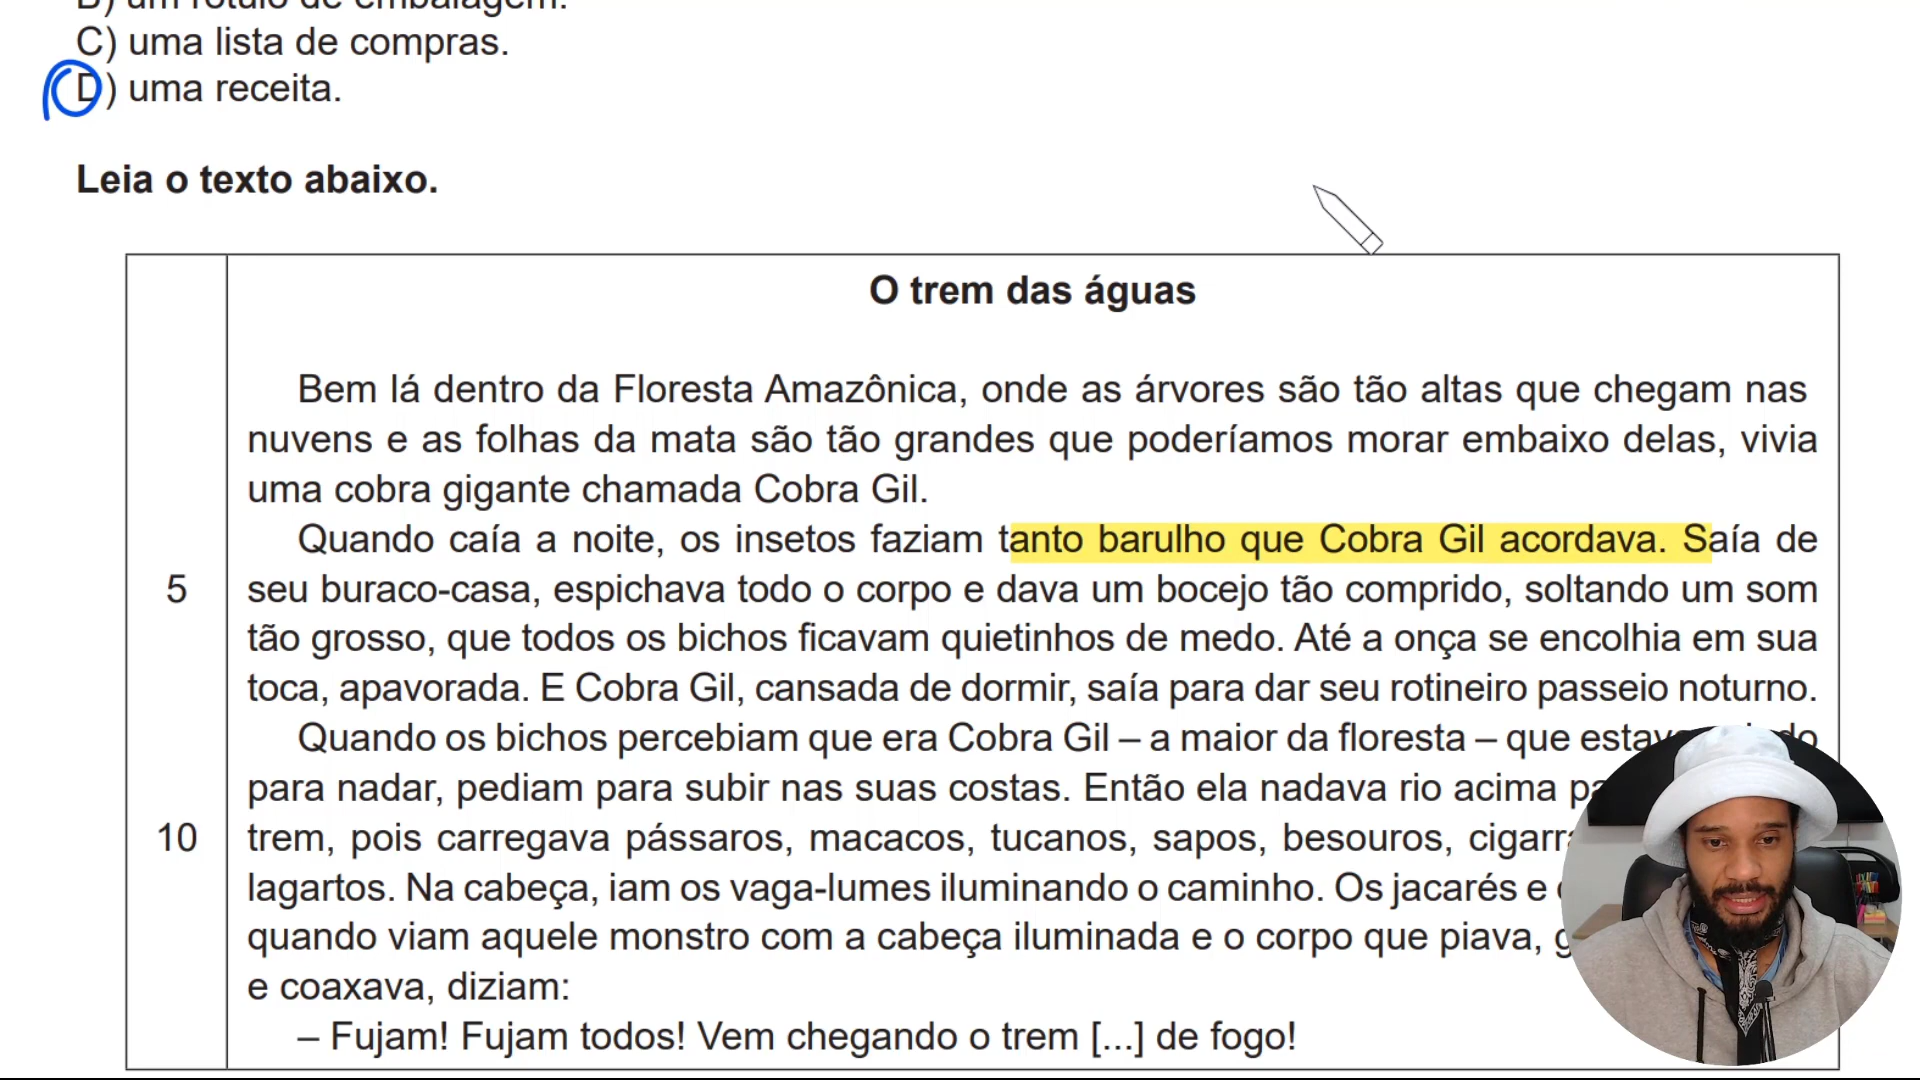 B) um rótulo de embalagem.
C) uma lista de compras.
D) uma receita.
Leia o texto abaixo.
O trem das águas
Bem lá dentro da Floresta Amazônica, onde as árvores são tão altas que chegam nas
nuvens e as folhas da mata são tão grandes que poderíamos morar embaixo delas, vivia
uma cobra gigante chamada Cobra Gil.
Quando caía a noite, os insetos faziam tanto barulho que Cobra Gil acordava. Saía de
5 seu buraco-casa, espichava todo o corpo e dava um bocejo tão comprido, soltando um som
tão grosso, que todos os bichos ficavam quietinhos de medo. Até a onça se encolhia em sua
toca, apavorada. E Cobra Gil, cansada de dormir, saía para dar seu rotineiro passeio noturno.
Quando os bichos percebiam que era Cobra Gil – a maior da floresta – que
para nadar, pediam para subir nas suas costas. Então ela nadava rio acima
10 trem, pois carregava pássaros, macacos, tucanos, sapos, besouros,
lagartos. Na cabeça, iam os vaga-lumes iluminando o caminho. Os jacarés e
quando viam aquele monstro com a cabeça iluminada e o corpo que piava,
e coaxava, diziam:
– Fujam! Fujam todos! Vem chegando o trem [...] de fogo!